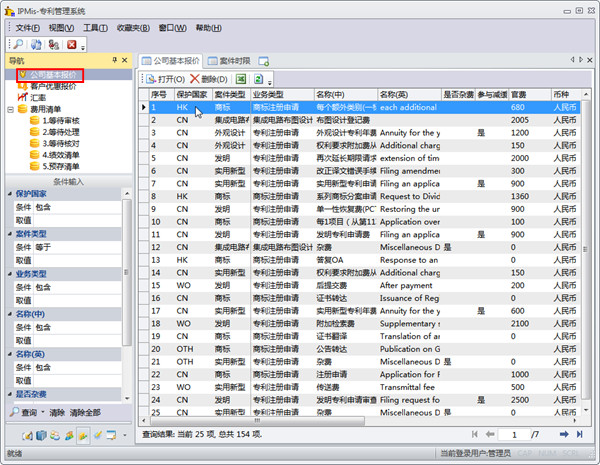 IPMis-专利管理系统
文件(F) 视图(V) 工具(T) 收藏夹(B) 窗口(W) 帮助(H)
导航
公司基本报价
客户优惠报价
汇率
费用清单
1.等待审核
2.等待处理
3.等待核对
4.绩效清单
5.预存清单
条件输入
保护国家
条件 包含
取值
案件类型
条件 等于
取值
业务类型
条件 包含
取值
名称(中)
条件 包含
取值
名称(英)
条件 包含
取值
是否杂费
查询 清除 清除全部
公司基本报价 案件时限
打开(O) 删除(D)
序号 保护国家 案件类型 业务类型 名称(中) 名称(英) 是否杂费 参与减缓 官费 币种
1 HK 商标 商标注册申请 每个额外类别(一 each additional 680 人民币
2 CN 集成电路布 集成电路布图设计 布图设计登记费 2005 人民币
3 CN 外观设计 专利注册申请 外观设计专利年费 Annuity for the y 是 1200 人民币
4 CN 外观设计 专利注册申请 权利要求附加费从 Additional charg 150 人民币
5 CN 发明 专利注册申请 再次延长期限请求 extension of tim 2000 人民币
6 CN 实用新型 专利注册申请 改正译文错误手续 Filing amendmen 300 人民币
7 CN 实用新型 专利注册申请 实用新型专利申请 Filing an applica 是 900 人民币
8 HK 商标 商标注册申请 系列商标分案申请 Request to Divid 1360 人民币
9 CN 发明 专利注册申请 单一性恢复费(PC Restoring the ur 900 人民币
10 CN 商标 商标注册申请 每1项目（从第11 Application over 100 人民币
11 CN 发明 专利注册申请 发明专利申请费 Filing an applica 是 900 人民币
12 CN 集成电路布 集成电路布图设计 杂费 Miscellaneous D 是 0 人民币
13 HK 商标 商标注册申请 答复OA Response to an 0 人民币
14 CN 实用新型 专利注册申请 权利要求附加费从 Additional charg 150 人民币
15 WO 发明 专利注册申请 后提交费 After payment 200 人民币
16 CN 商标 商标注册申请 证书转达 Issuance of Reg 0 人民币
17 CN 实用新型 专利注册申请 实用新型专利年费 Annuity for the y 是 600 人民币
18 WO 发明 专利注册申请 附加检索费 Supplementary s 2100 人民币
19 CN 商标 商标注册申请 证书翻译 Translation of ar 0 人民币
20 OTH 商标 商标注册申请 公告转达 Publication on G 0 人民币
21 OTH 实用新型 专利注册申请 杂费 Miscellaneous D 是 0 人民币
22 CN 商标 商标注册申请 注册申请 Application for F 1000 人民币
23 WO 实用新型 专利注册申请 传送费 Transmittal fee 500 人民币
24 CN 发明 专利注册申请 发明专利申请审查 Filing request fo 是 2500 人民币
25 CN 实用新型 专利注册申请 杂费 Miscellaneous D 是 0 人民币
查询结果: 当前 25 项, 总共 154 项. 1 /7
就绪 当前登录用户:管理员 CAP NUM SCRL